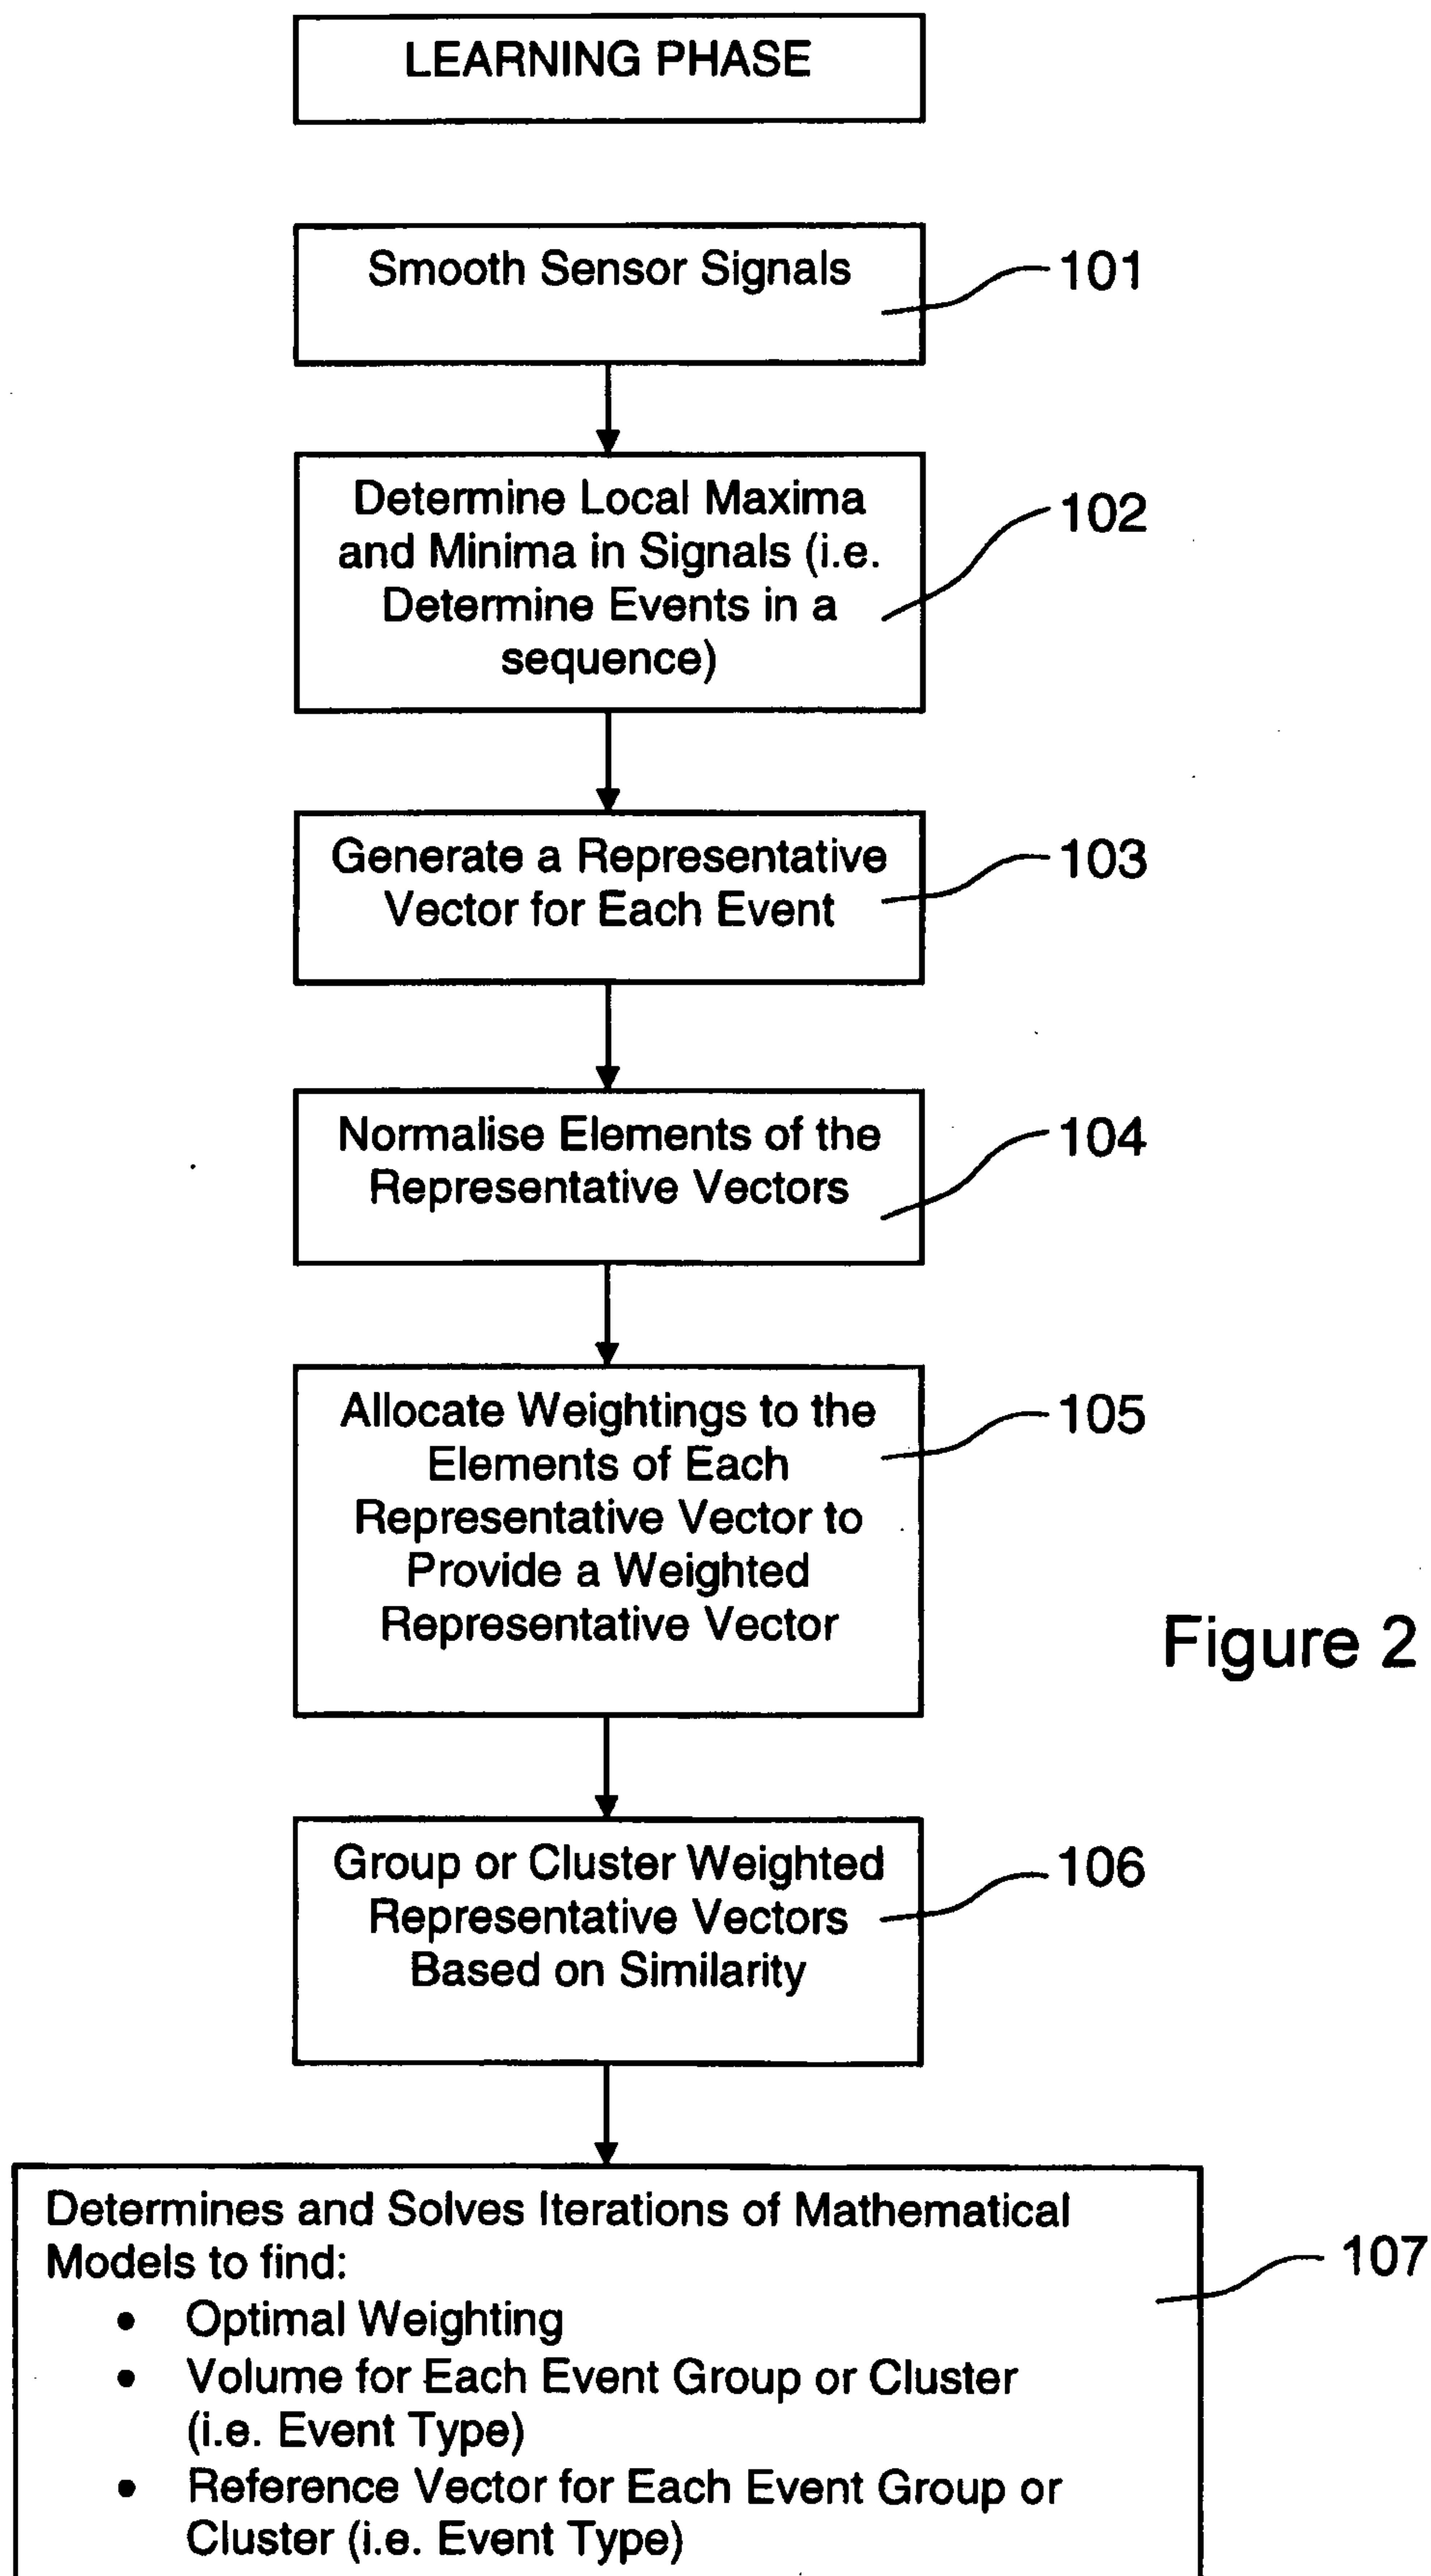 LEARNING PHASE
Smooth Sensor Signals
101
Determine Local Maxima
and Minima in Signals (i.e.
Determine Events in a
sequence)
102
Generate a Representative
Vector for Each Event
103
Normalise Elements of the
Representative Vectors
104
Allocate Weightings to the
Elements of Each
Representative Vector to
Provide a Weighted
Representative Vector
105
Figure 2
Group or Cluster Weighted
Representative Vectors
Based on Similarity
106
Determines and Solves Iterations of Mathematical
Models to find:
• Optimal Weighting
• Volume for Each Event Group or Cluster
(i.e. Event Type)
• Reference Vector for Each Event Group or
Cluster (i.e. Event Type)
107